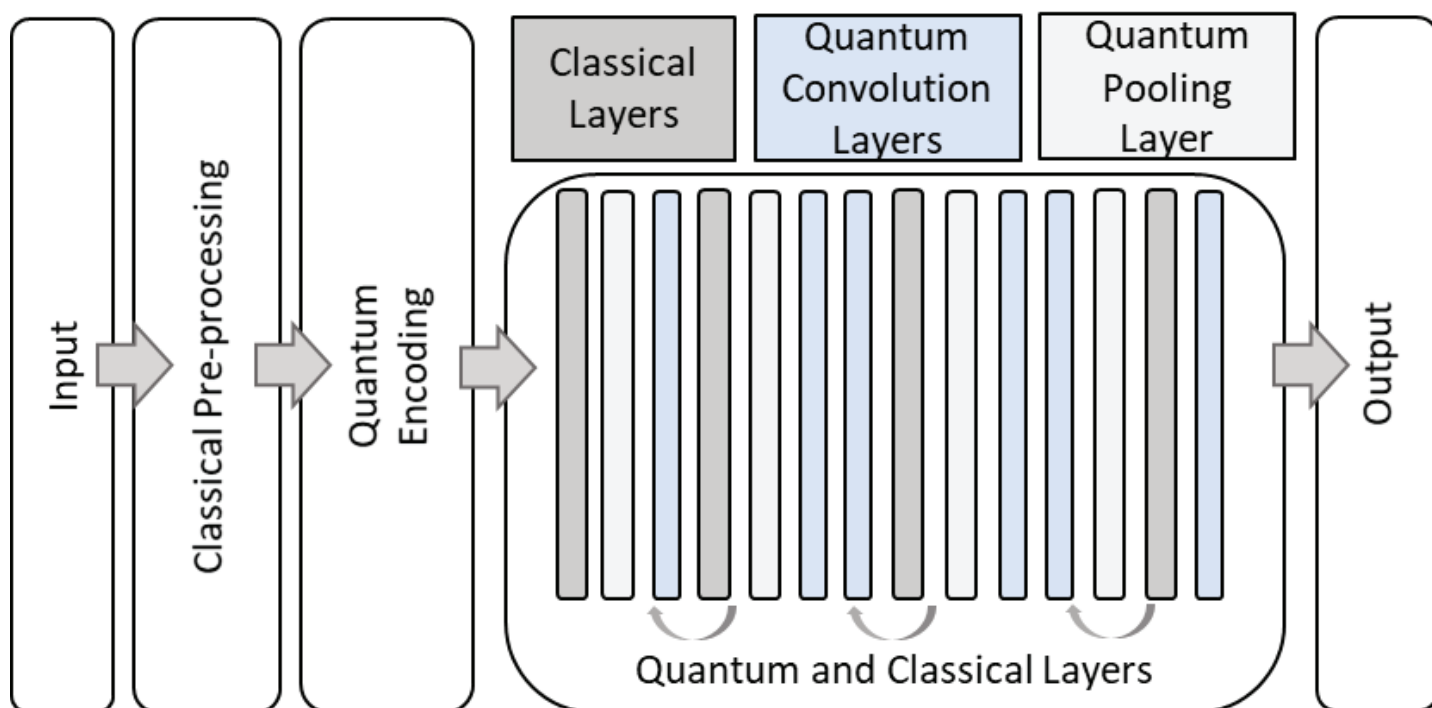 Input
Classical Pre-processing
Quantum
Encoding
Classical
Layers
Quantum
Convolution
Layers
Quantum
Pooling
Layer
Quantum and Classical Layers
Output